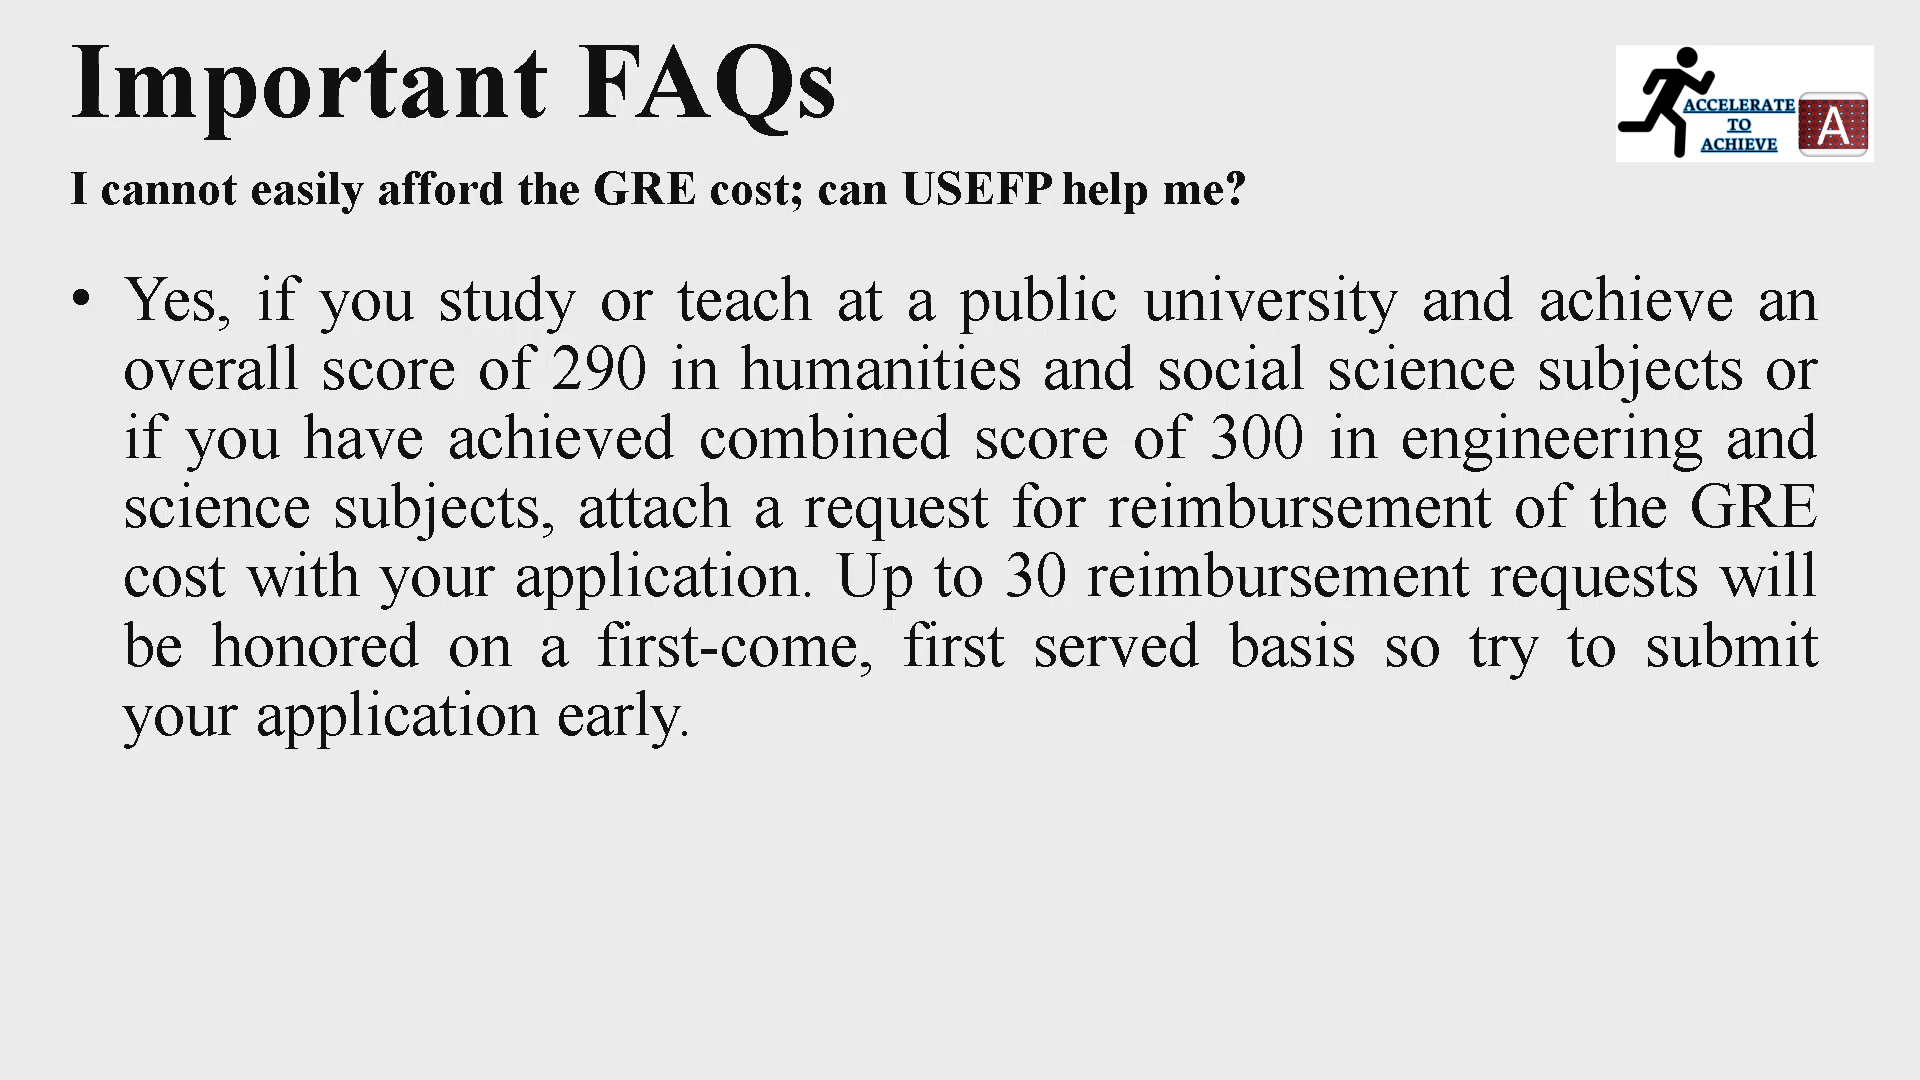 Important FAQs
ACCELERATE
TO
ACHIEVE
A
I cannot easily afford the GRE cost; can USEFP help me?
• Yes, if you study or teach at a public university and achieve an
overall score of 290 in humanities and social science subjects or
if you have achieved combined score of 300 in engineering and
science subjects, attach a request for reimbursement of the GRE
cost with your application. Up to 30 reimbursement requests will
be honored on a first-come, first served basis so try to submit
your application early.